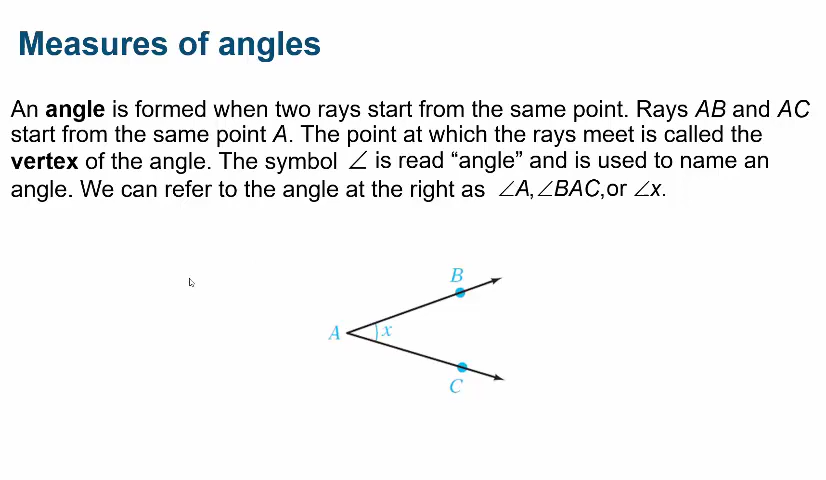 Measures of angles
An angle is formed when two rays start from the same point. Rays AB and AC
start from the same point A. The point at which the rays meet is called the
vertex of the angle. The symbol ∠ is read “angle” and is used to name an
angle. We can refer to the angle at the right as ∠A,∠BAC,or ∠x.
B
A
x
C